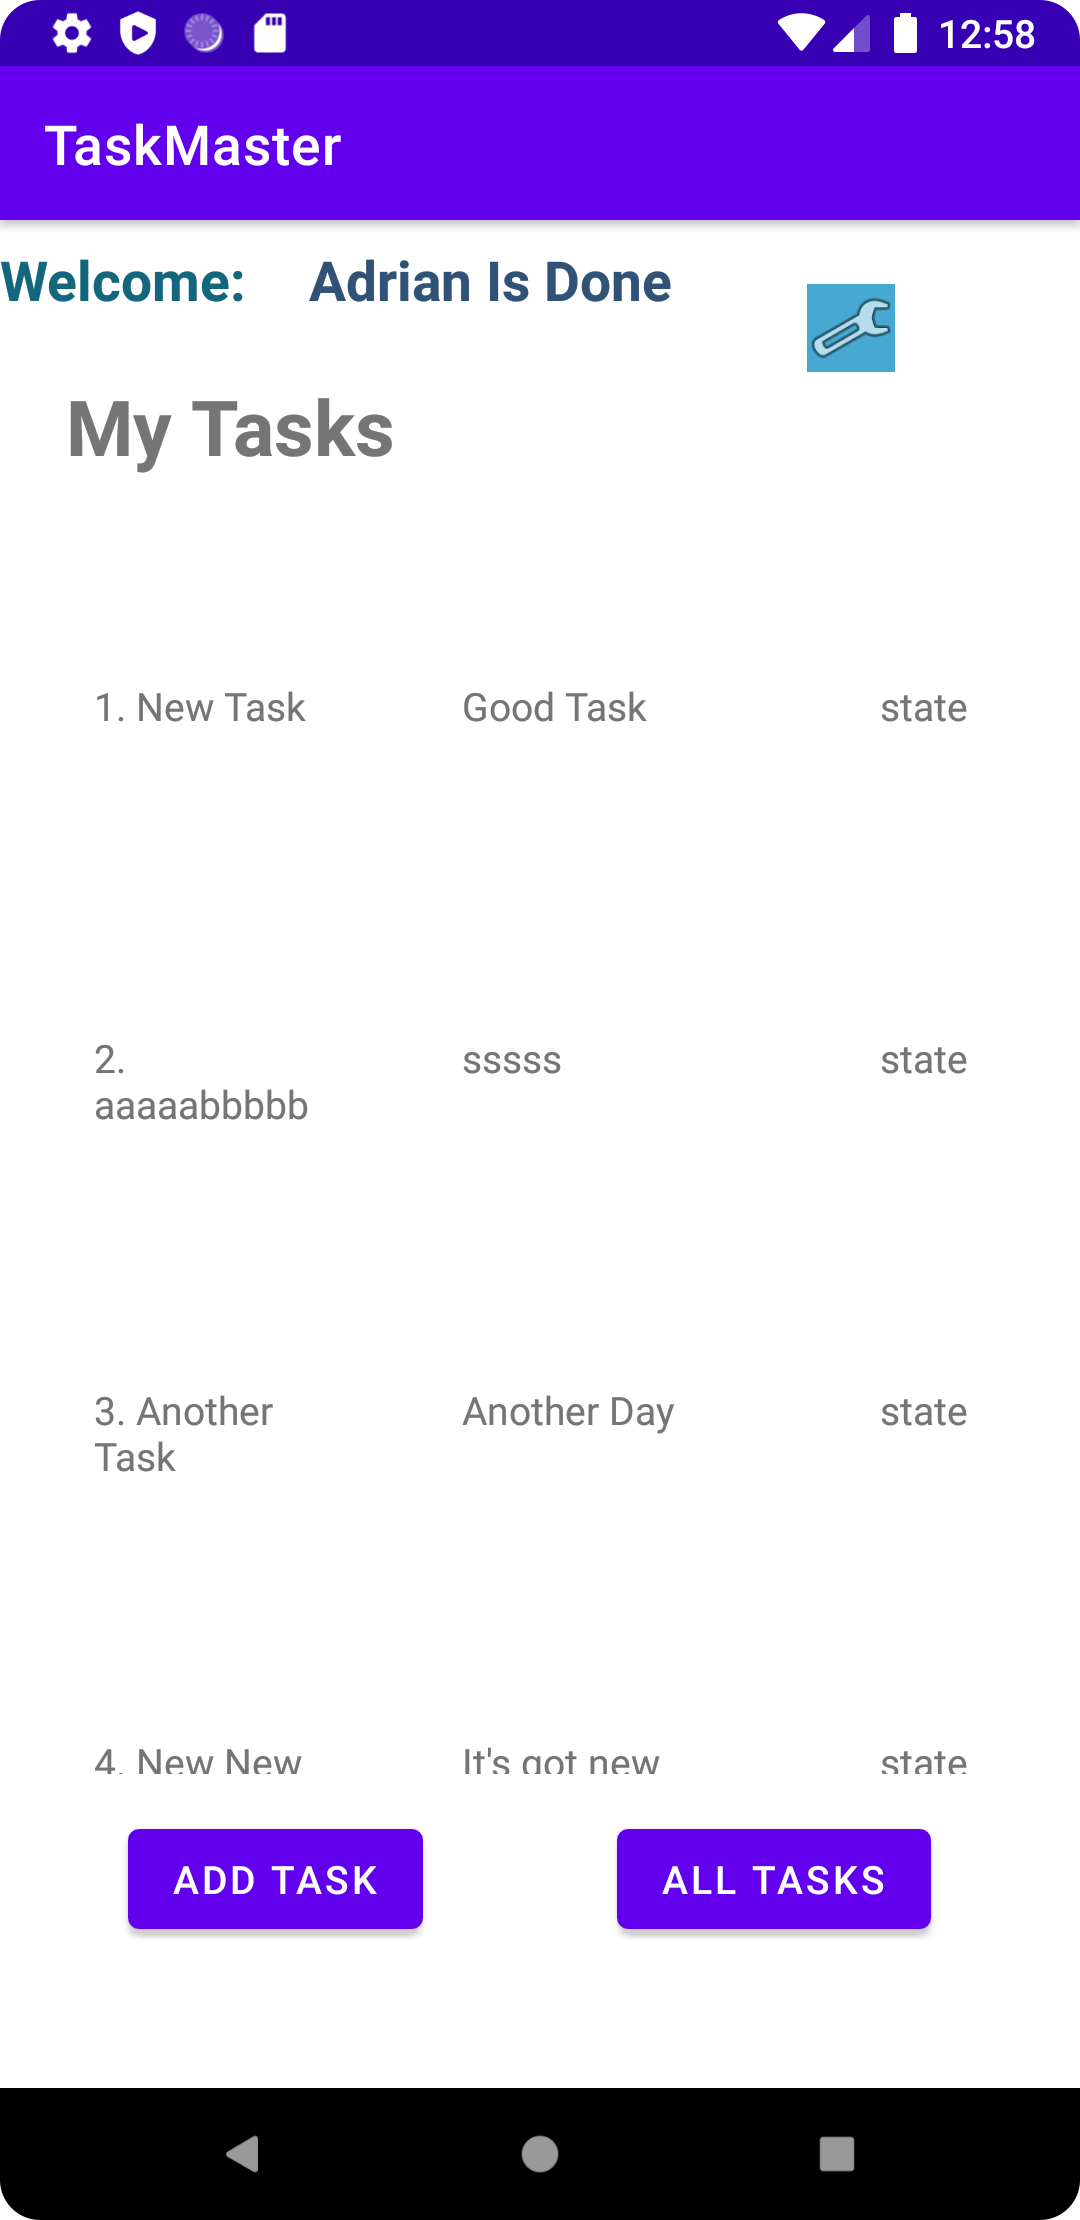 12:58
TaskMaster
Welcome: Adrian Is Done
My Tasks
1. New Task Good Task state
2. sssss state
aaaaabbbbb
3. Another Another Day state
Task
4. New New It's got new state
ADD TASK ALL TASKS